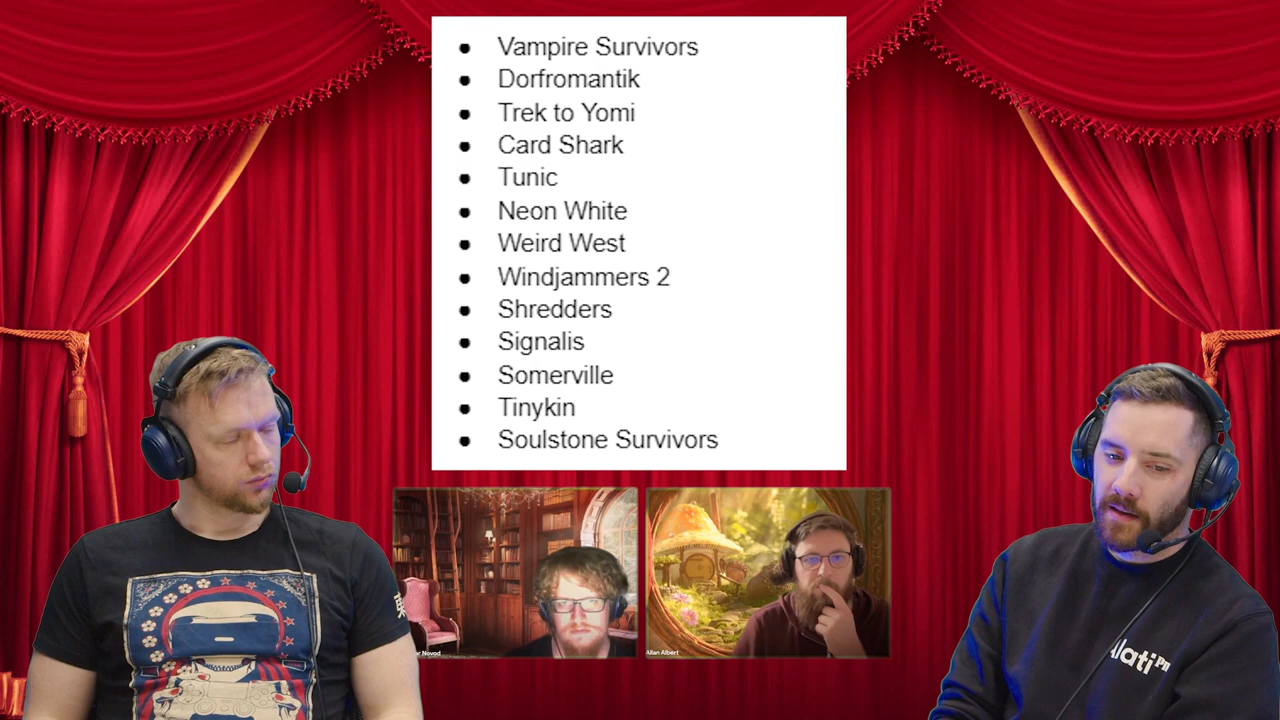 Vampire Survivors
Dorfromantik
Trek to Yomi
Card Shark
Tunic
Neon White
Weird West
Windjammers 2
Shredders
Signalis
Somerville
Tinykin
Soulstone Survivors
Novod
Allan Albert